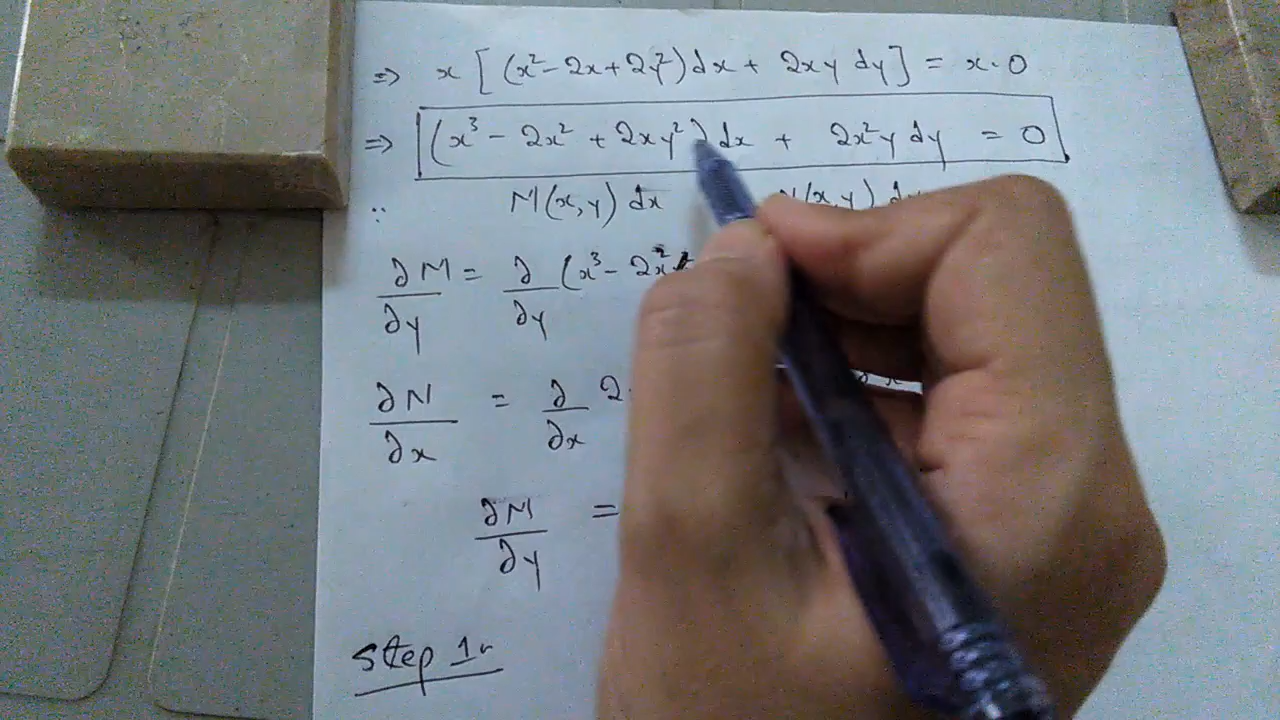 ⇒ x [(x² - 2x + 2y²) dx + 2xy dy] = x · 0
⇒ (x³ - 2x² + 2xy²) dx + 2x²y dy = 0
∵ M(x,y) dx N(x,y) dy
∂M/∂y = ∂/∂y (x³ - 2x²
∂N/∂x = ∂/∂x 2
∂M/∂y =
Step 1:-